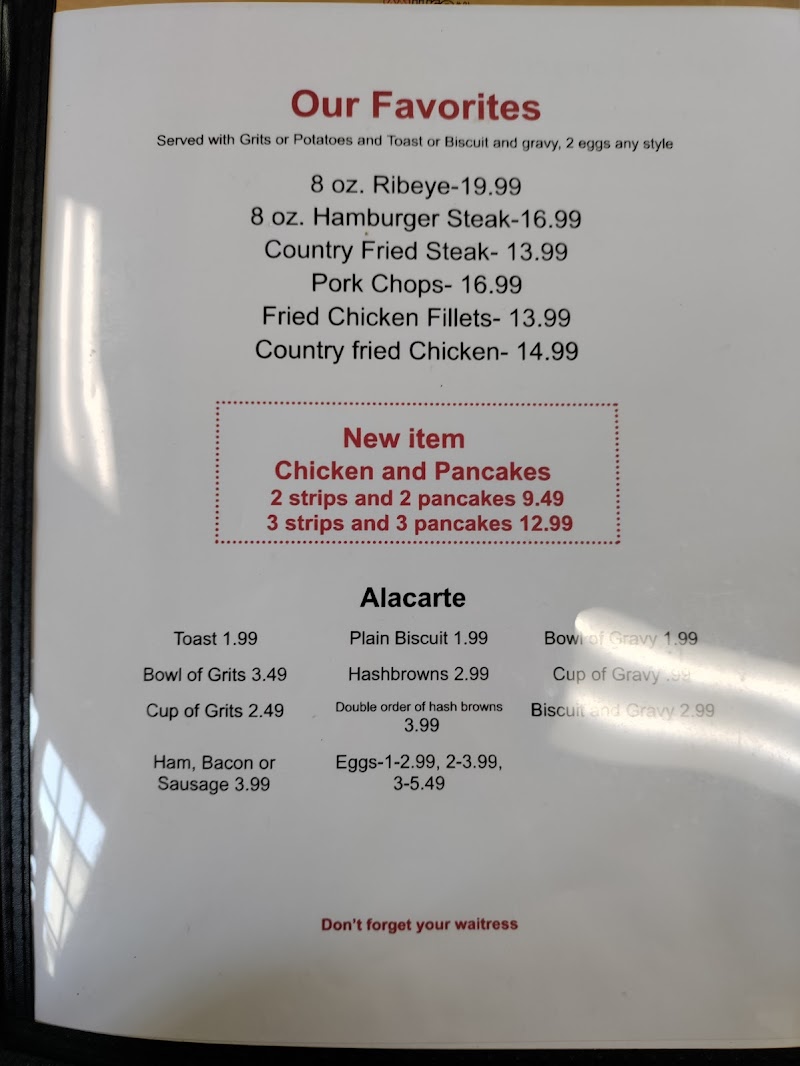 Our Favorites
Served with Grits or Potatoes and Toast or Biscuit and gravy, 2 eggs any style
8 oz. Ribeye-19.99
8 oz. Hamburger Steak-16.99
Country Fried Steak- 13.99
Pork Chops- 16.99
Fried Chicken Fillets- 13.99
Country fried Chicken- 14.99
New item
Chicken and Pancakes
2 strips and 2 pancakes 9.49
3 strips and 3 pancakes 12.99
Alacarte
Toast 1.99
Plain Biscuit 1.99
Bowl of Gravy 1.99
Bowl of Grits 3.49
Hashbrowns 2.99
Cup of Gravy .99
Cup of Grits 2.49
Double order of hash browns
3.99
Biscuit and Gravy 2.99
Ham, Bacon or
Sausage 3.99
Eggs-1-2.99, 2-3.99,
3-5.49
Don't forget your waitress